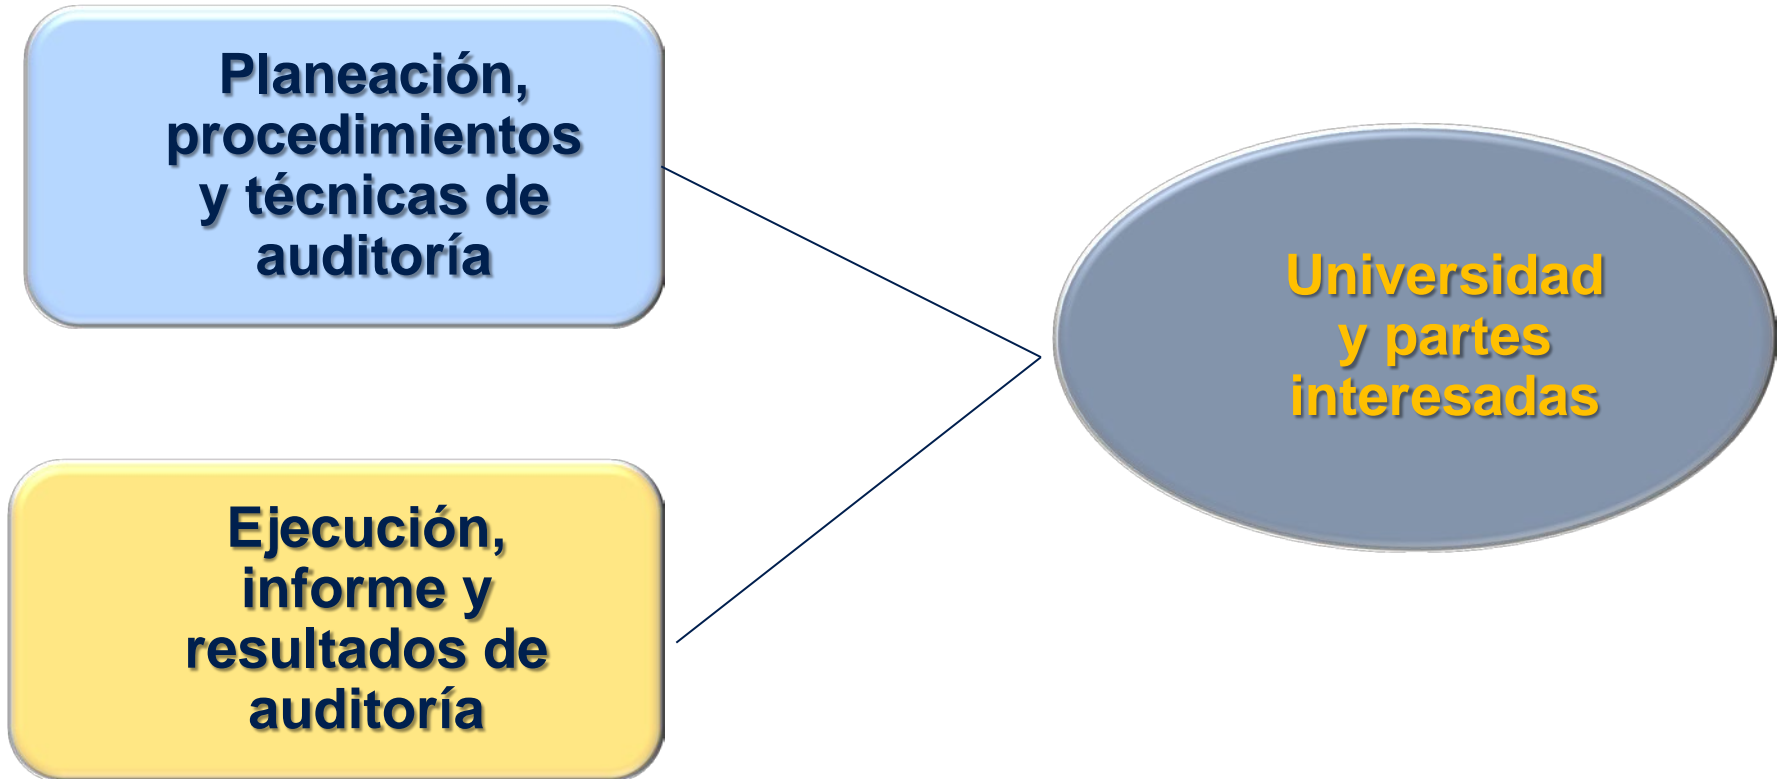 Planeación,
procedimientos
y técnicas de
auditoría
Universidad
y partes
interesadas
Ejecución,
informe y
resultados de
auditoría